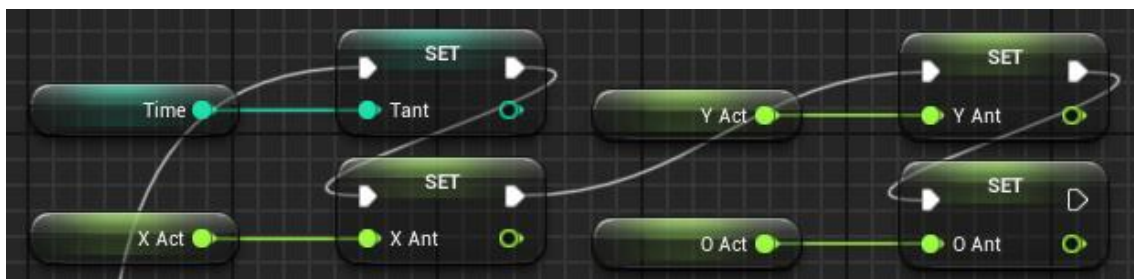 SET
Time
Tant
SET
X Act
X Ant
SET
Y Act
Y Ant
SET
O Act
O Ant